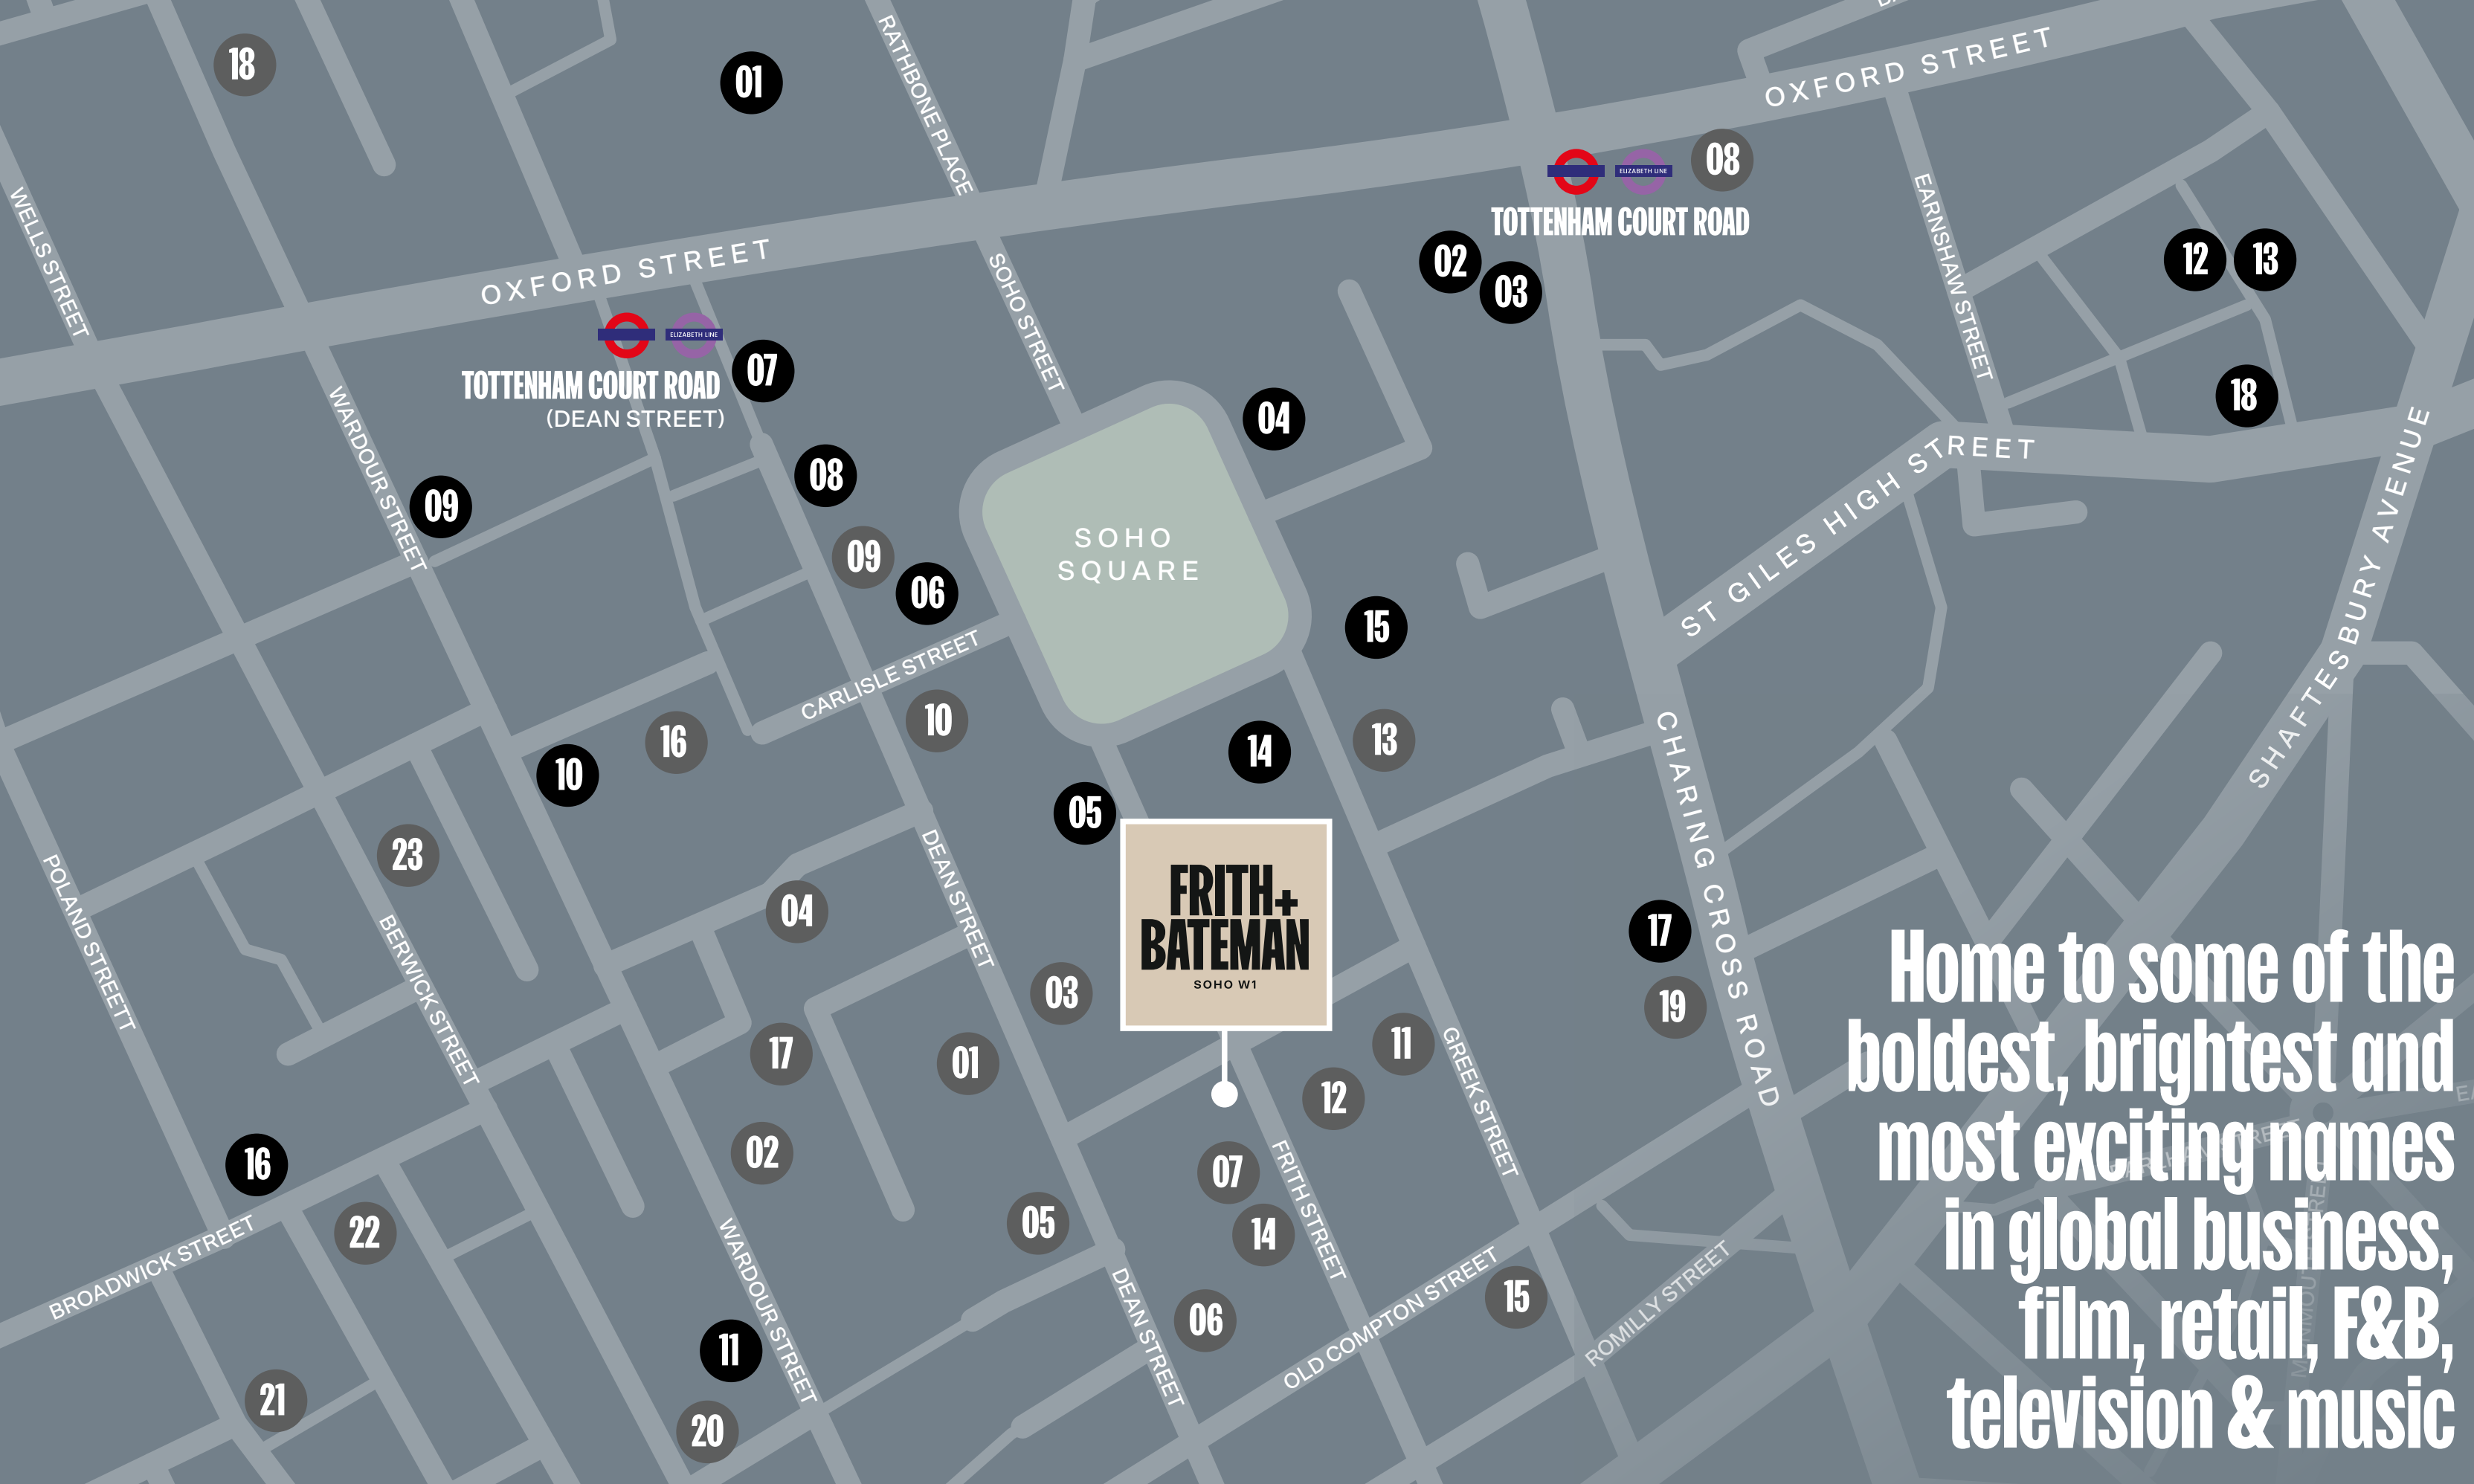 18
01
RATHBONE PLACE
OXFORD STREET
08
ELIZABETH LINE
TOTTENHAM COURT ROAD
WELLS STREET
EARNSHAW STREET
OXFORD STREET
SOHO STREET
02
03
12
13
ELIZABETH LINE
TOTTENHAM COURT ROAD
(DEAN STREET)
07
WARDOUR STREET
04
18
08
09
ST GILES HIGH STREET
SHAFTESBURY AVENUE
SOHO
SQUARE
09
06
15
CARLISLE STREET
10
16
10
14
13
CHARING CROSS ROAD
05
23
POLAND STREETT
BERWICK STREET
DEAN STREET
04
FRITH+
BATEMAN
SOHO W1
17
03
19
17
01
11
12
GREEK STREET
02
16
07
FRITH STREET
22
05
14
BROADWICK STREET
WARDOUR STREET
DEAN STREET
06
OLD COMPTON STREET
15
ROMILLY STREET
11
21
20
Home to some of the
boldest, brightest and
most exciting names
in global business,
film, retail, F&B,
television & music